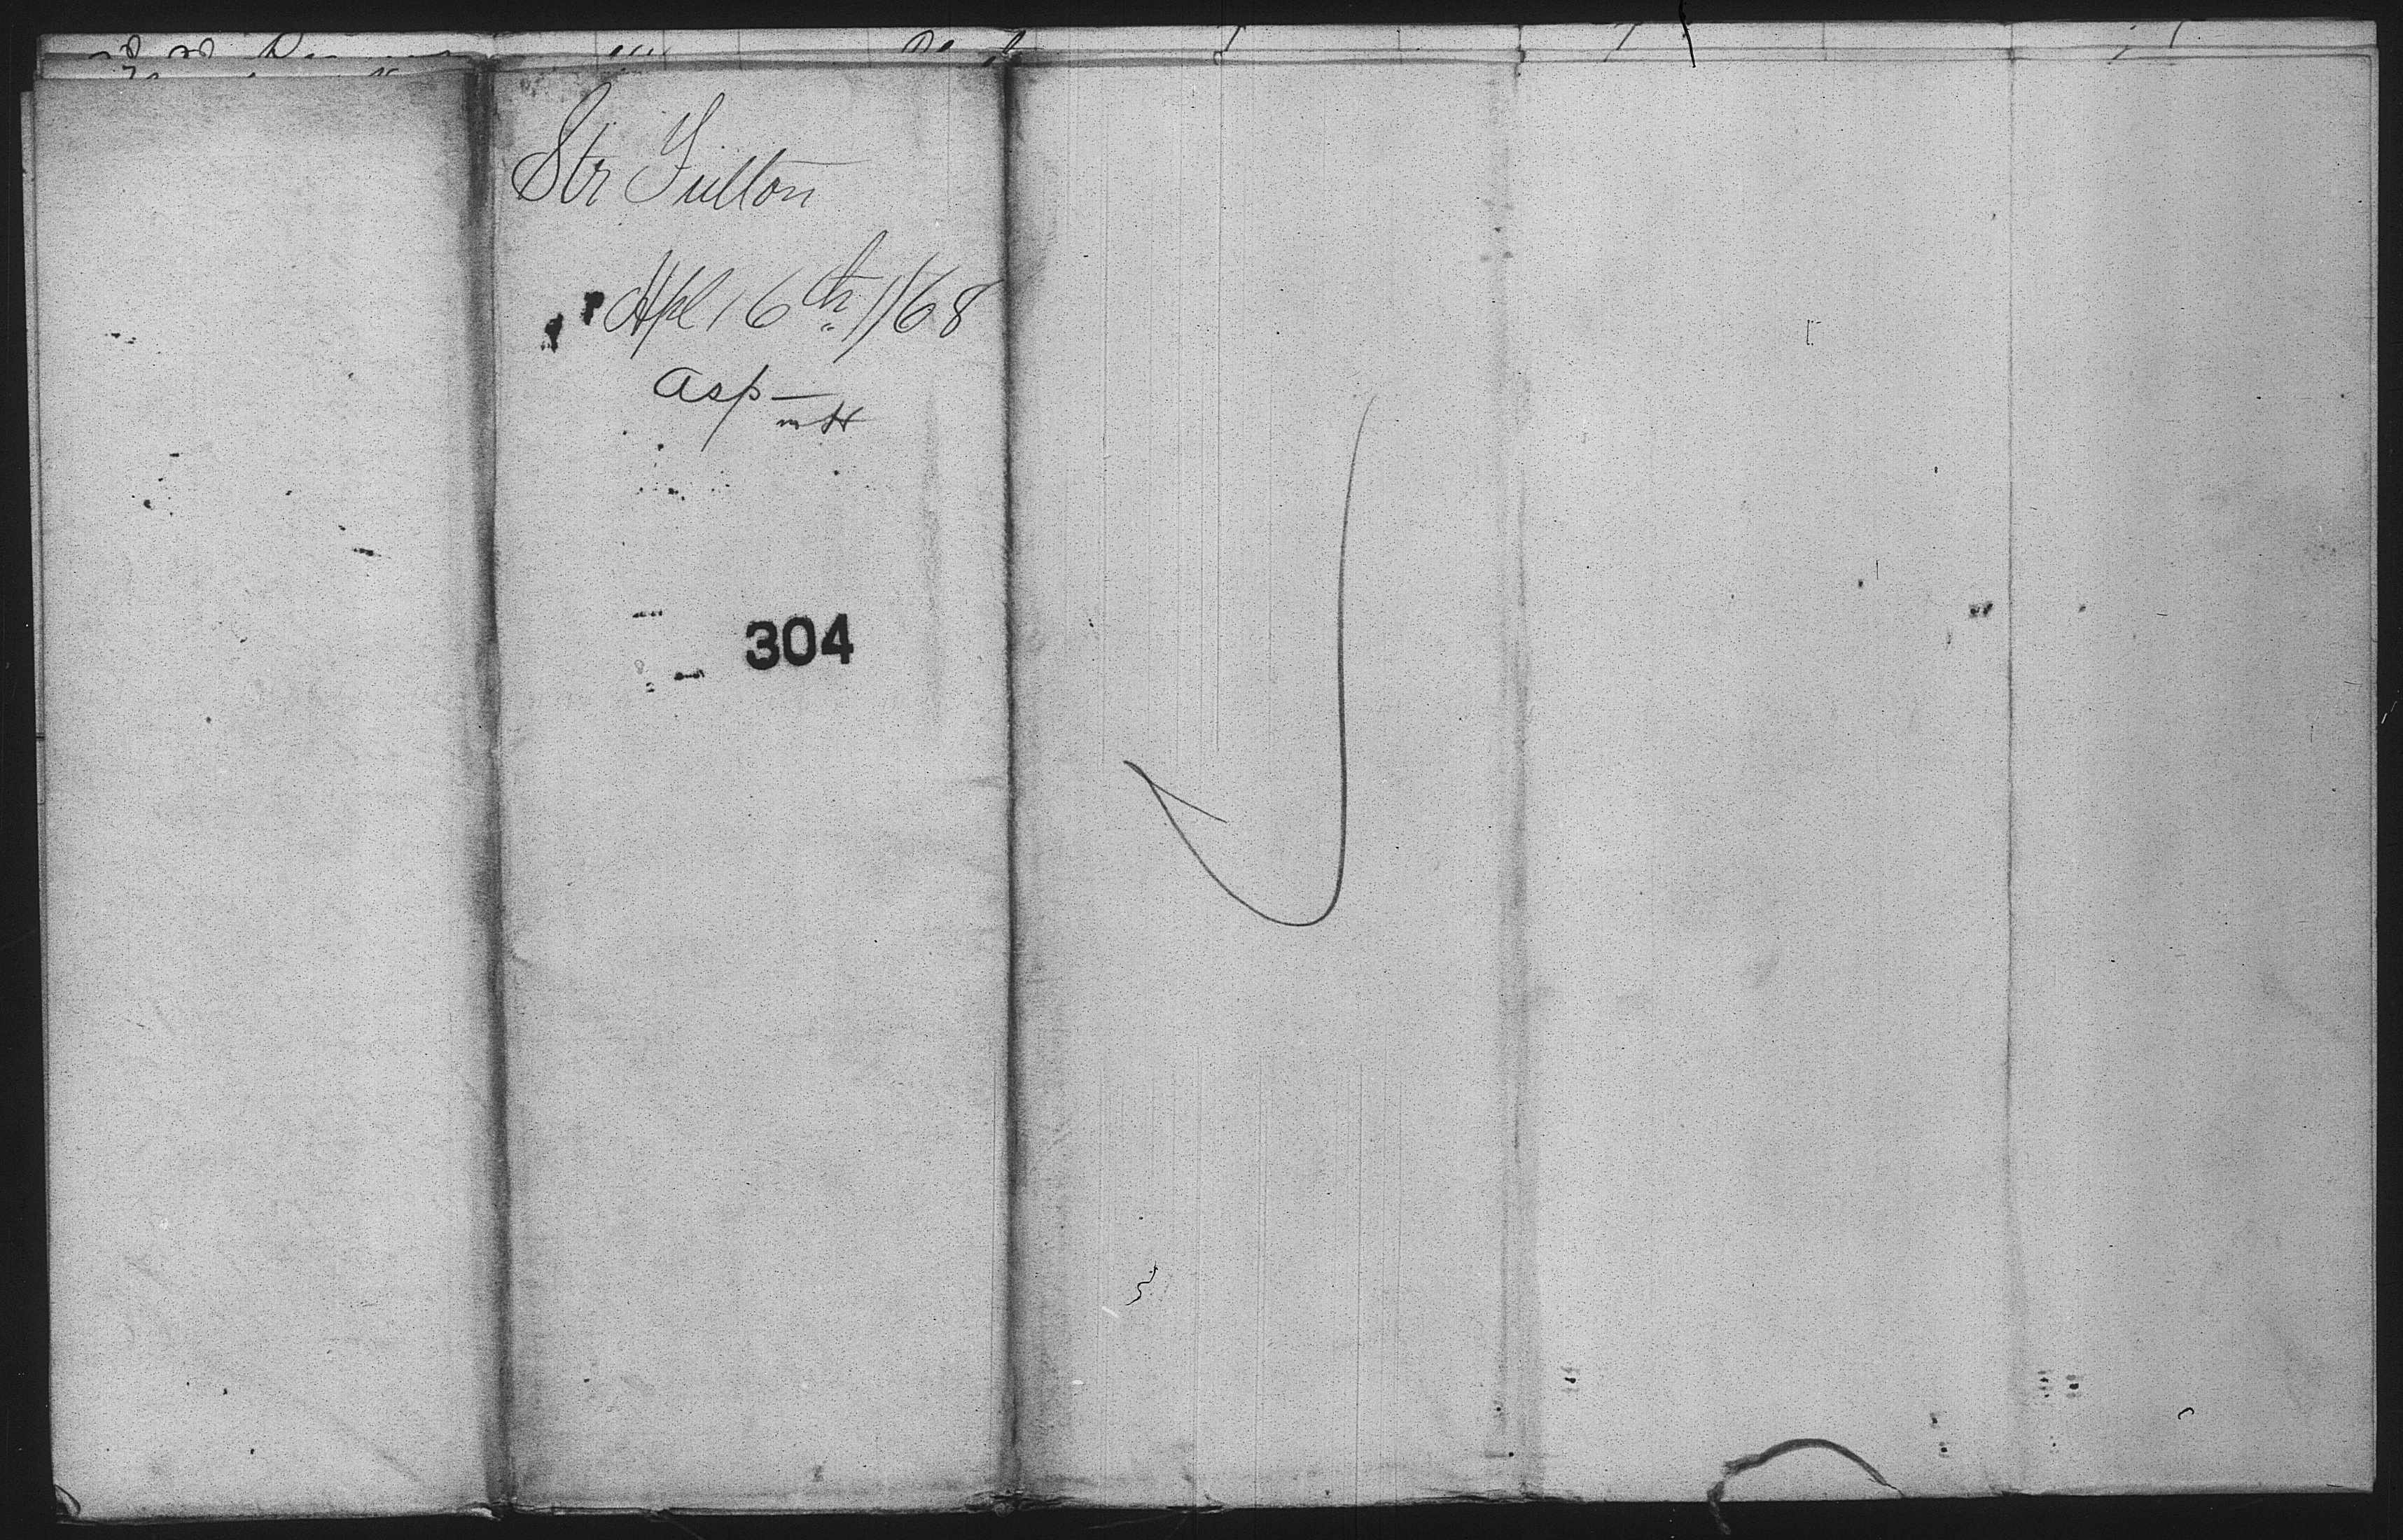 Str Fulton
Apl 16th //68
Asp—
304